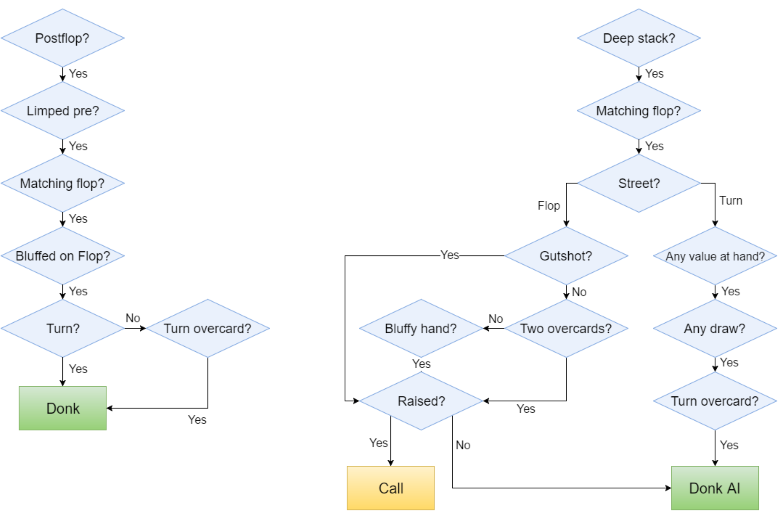 Postflop?
Yes
Limped pre?
Yes
Matching flop?
Yes
Bluffed on Flop?
Yes
Turn?
No
Turn overcard?
Yes
Donk
Yes
Deep stack?
Yes
Matching flop?
Yes
Street?
Flop
Turn
Gutshot?
Yes
No
Two overcards?
No
Bluffy hand?
Yes
Yes
Raised?
Yes
No
Call
Any value at hand?
Yes
Any draw?
Yes
Turn overcard?
Yes
Donk AI